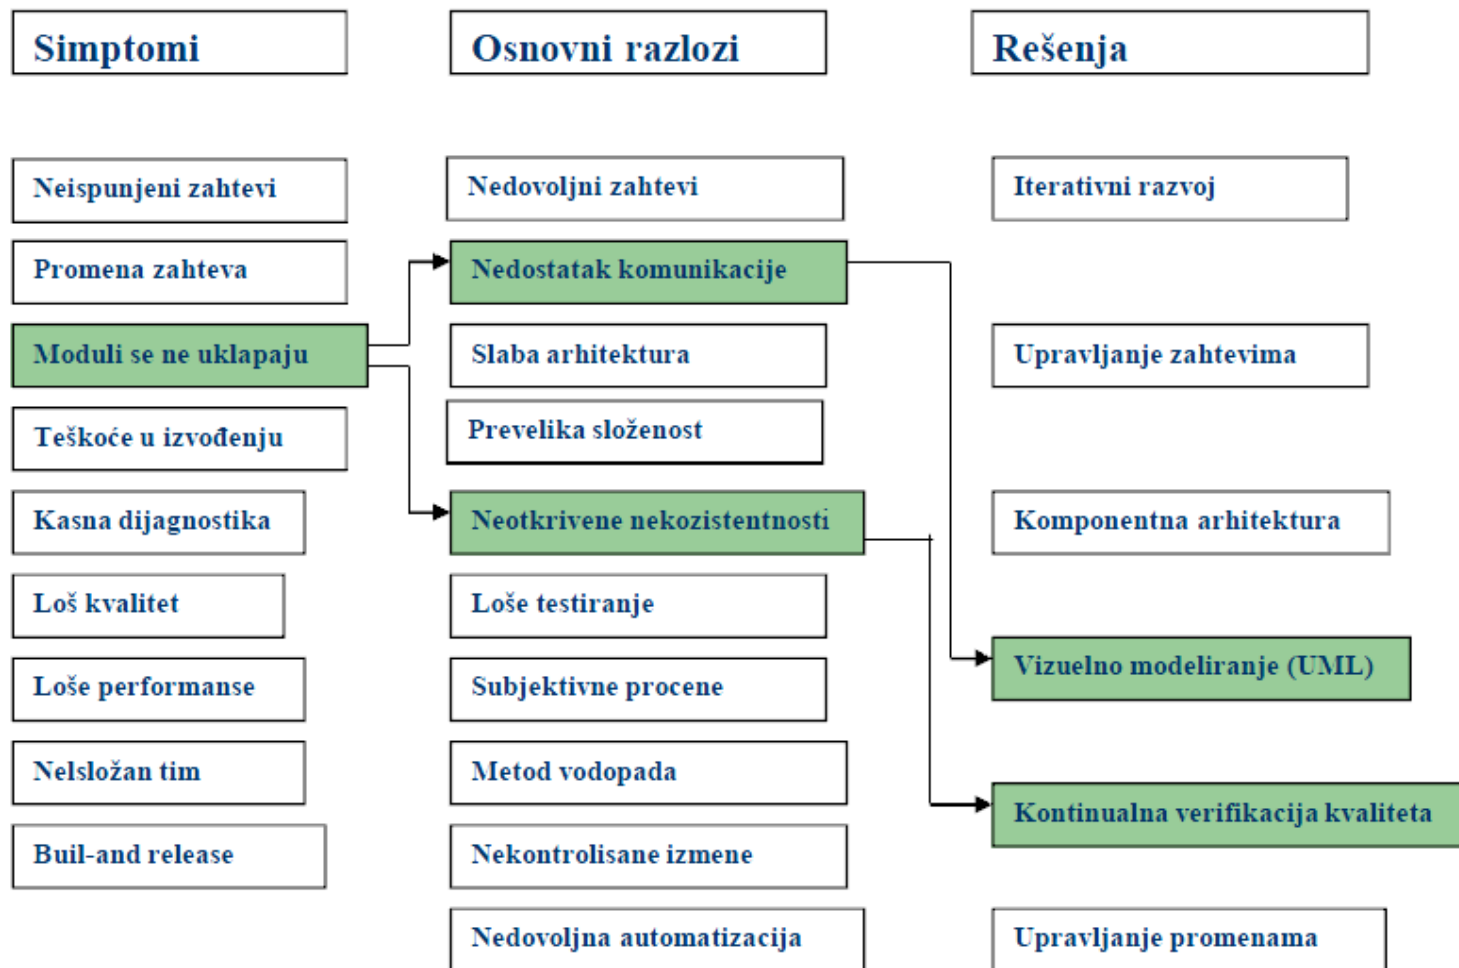 Simptomi
Osnovni razlozi
Rešenja
Neispunjeni zahtevi
Nedovoljni zahtevi
Iterativni razvoj
Promena zahteva
Nedostatak komunikacije
Moduli se ne uklapaju
Slaba arhitektura
Upravljanje zahtevima
Teškoće u izvođenju
Prevelika složenost
Kasna dijagnostika
Neotkrivene nekozistentnosti
Komponentna arhitektura
Loš kvalitet
Loše testiranje
Loše performanse
Subjektivne procene
Vizuelno modeliranje (UML)
Nelsložan tim
Metod vodopada
Kontinualna verifikacija kvaliteta
Buil-and release
Nekontrolisane izmene
Nedovoljna automatizacija
Upravljanje promenama